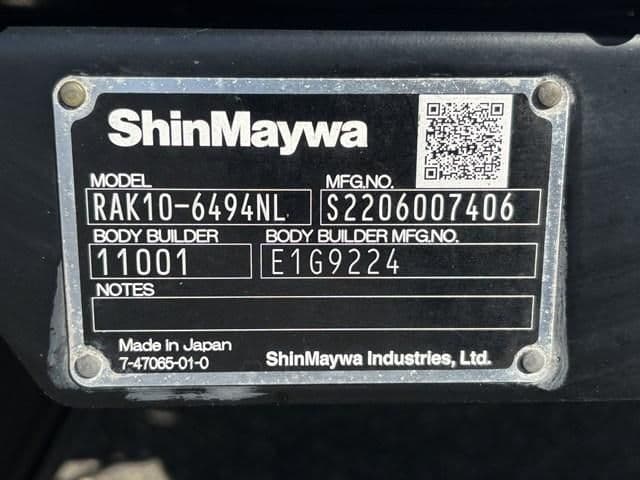 ShinMaywa
MODEL MFG.NO.
RAK10-6494NL S2206007406
BODY BUILDER BODY BUILDER MFG.NO.
11001 E1G9224
NOTES
Made in Japan
7-47065-01-0 ShinMaywa Industries, Ltd.